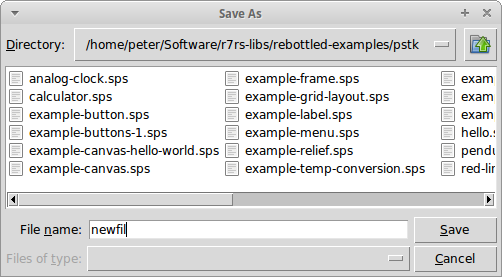 Save As
Directory: /home/peter/Software/r7rs-libs/rebottled-examples/pstk
analog-clock.sps example-frame.sps exam
calculator.sps example-grid-layout.sps exam
example-button.sps example-label.sps exam
example-buttons-1.sps example-menu.sps hello.s
example-canvas-hello-world.sps example-relief.sps pendu
example-canvas.sps example-temp-conversion.sps red-lin
File name: newfil Save
Files of type: Cancel